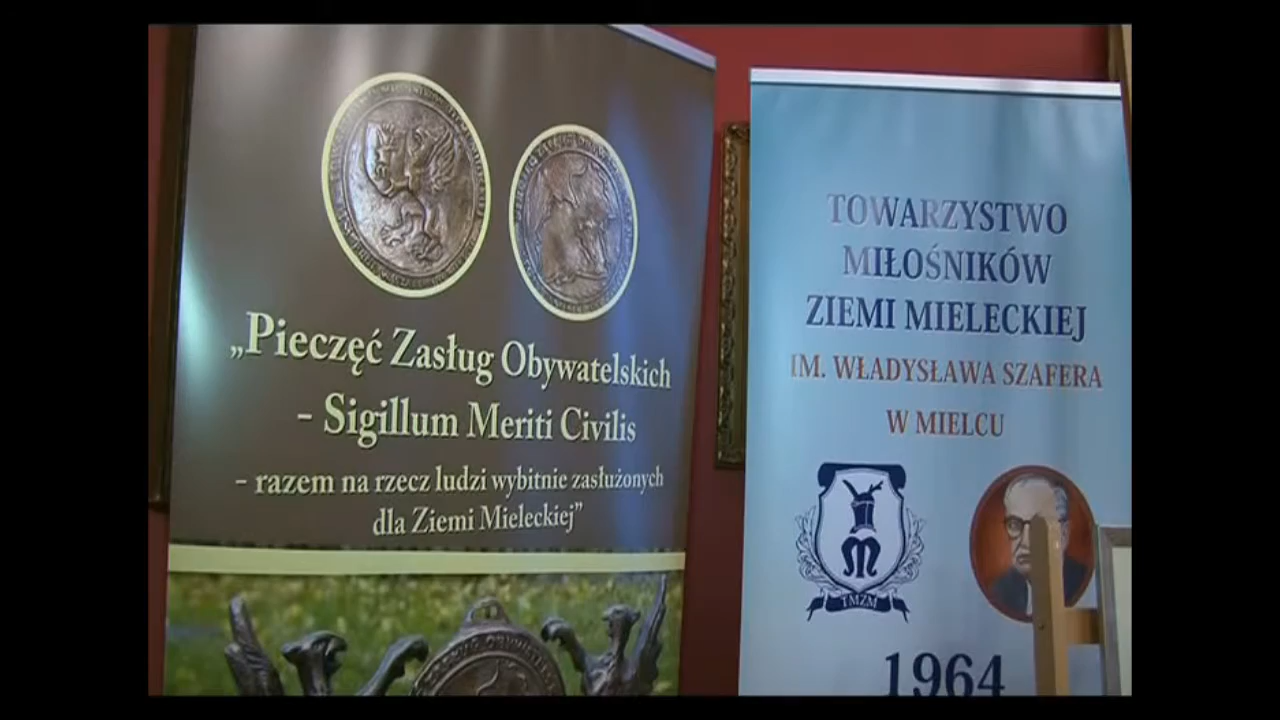 „Pieczęć Zasług Obywatelskich
- Sigillum Meriti Civilis
- razem na rzecz ludzi wybitnie zasłużonych
dla Ziemi Mieleckiej”
TOWARZYSTWO
MIŁOŚNIKÓW
ZIEMI MIELECKIEJ
IM. WŁADYSŁAWA SZAFERA
W MIELCU
TMZM
1964